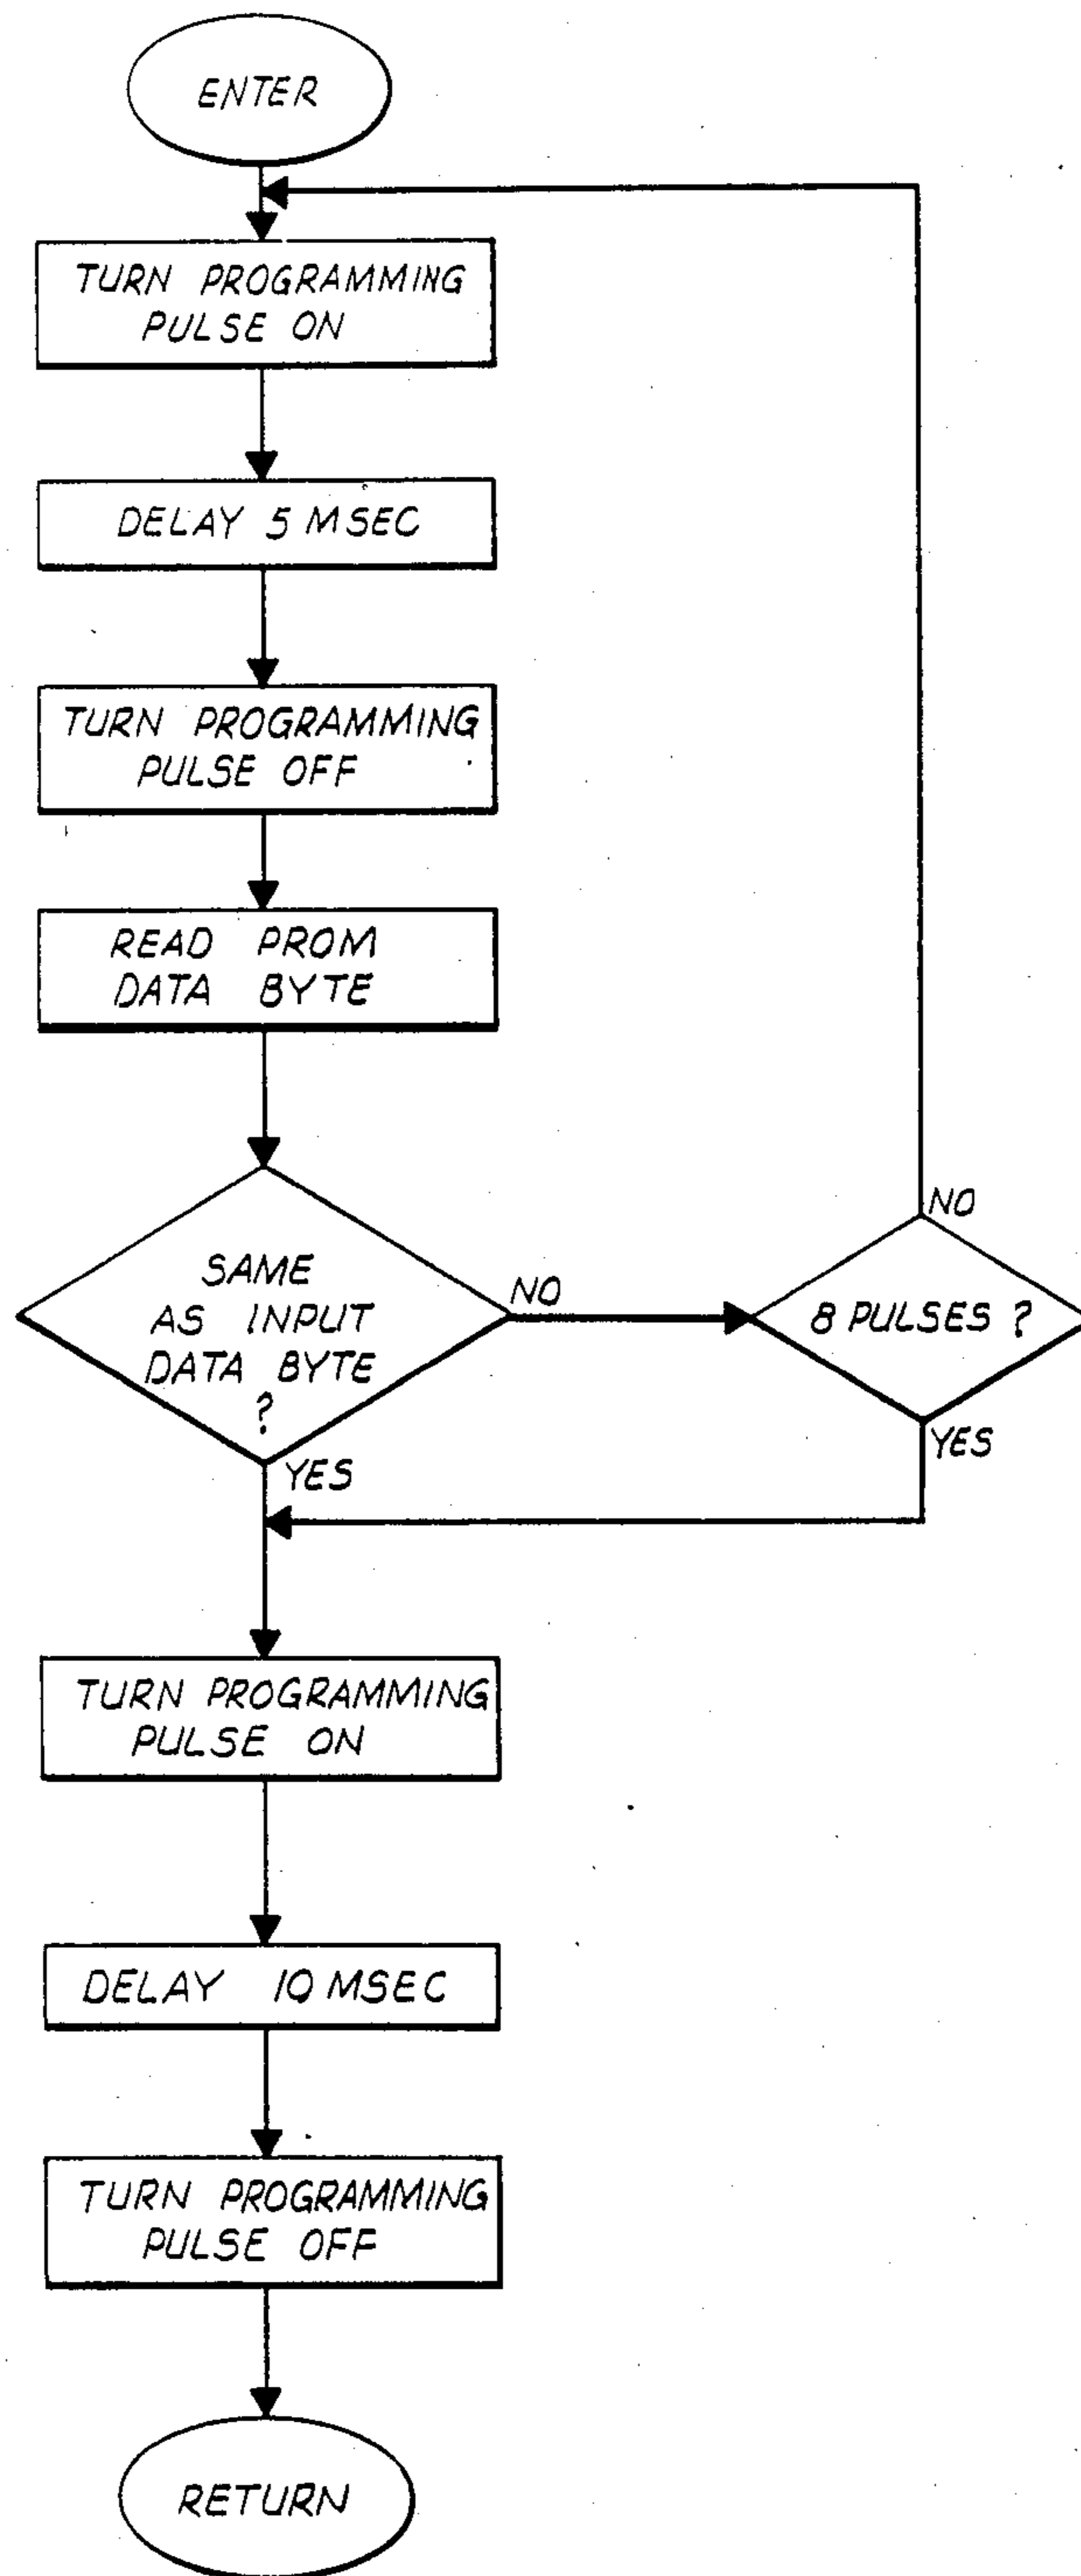 ENTER
TURN PROGRAMMING
PULSE ON
DELAY 5 MSEC
TURN PROGRAMMING
PULSE OFF
READ PROM
DATA BYTE
SAME
AS INPUT
DATA BYTE
?
NO
8 PULSES ?
NO
YES
YES
TURN PROGRAMMING
PULSE ON
DELAY 10 MSEC
TURN PROGRAMMING
PULSE OFF
RETURN